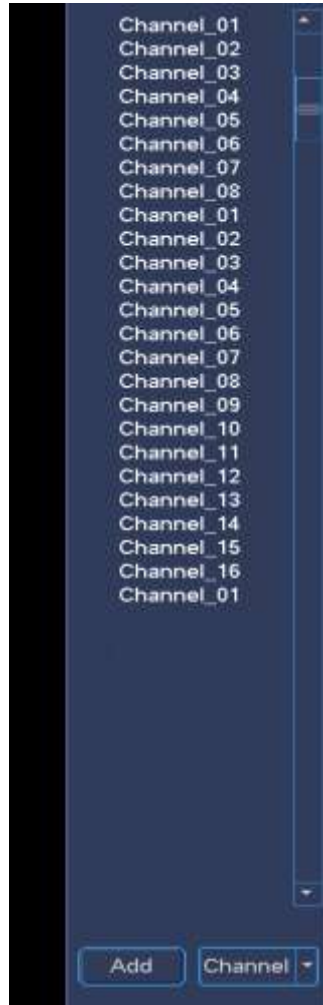 Channel_01
Channel_02
Channel_03
Channel_04
Channel_05
Channel_06
Channel_07
Channel_08
Channel_01
Channel_02
Channel_03
Channel_04
Channel_05
Channel_06
Channel_07
Channel_08
Channel_09
Channel_10
Channel_11
Channel_12
Channel_13
Channel_14
Channel_15
Channel_16
Channel_01
Add Channel